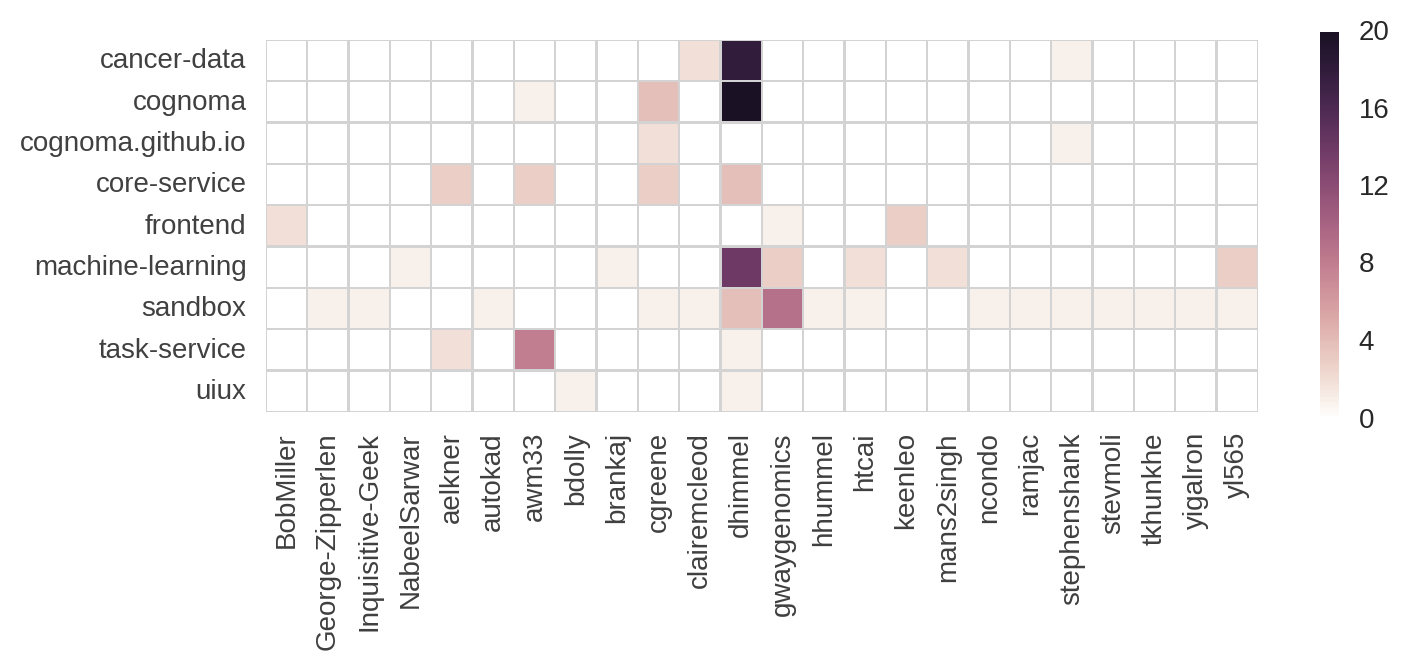 cancer-data
cognoma
cognoma.github.io
core-service
frontend
machine-learning
sandbox
task-service
uiux
BobMiller
George-Zipperlen
Inquisitive-Geek
NabeelSarwar
aelkner
autokad
awm33
bdolly
brankaj
cgreene
clairemcleod
dhimmel
gwaygenomics
hhummel
htcai
keenleo
mans2singh
ncondo
ramjac
stephenshank
stevmoli
tkhunkhe
yigalron
yl565
20
16
12
8
4
0